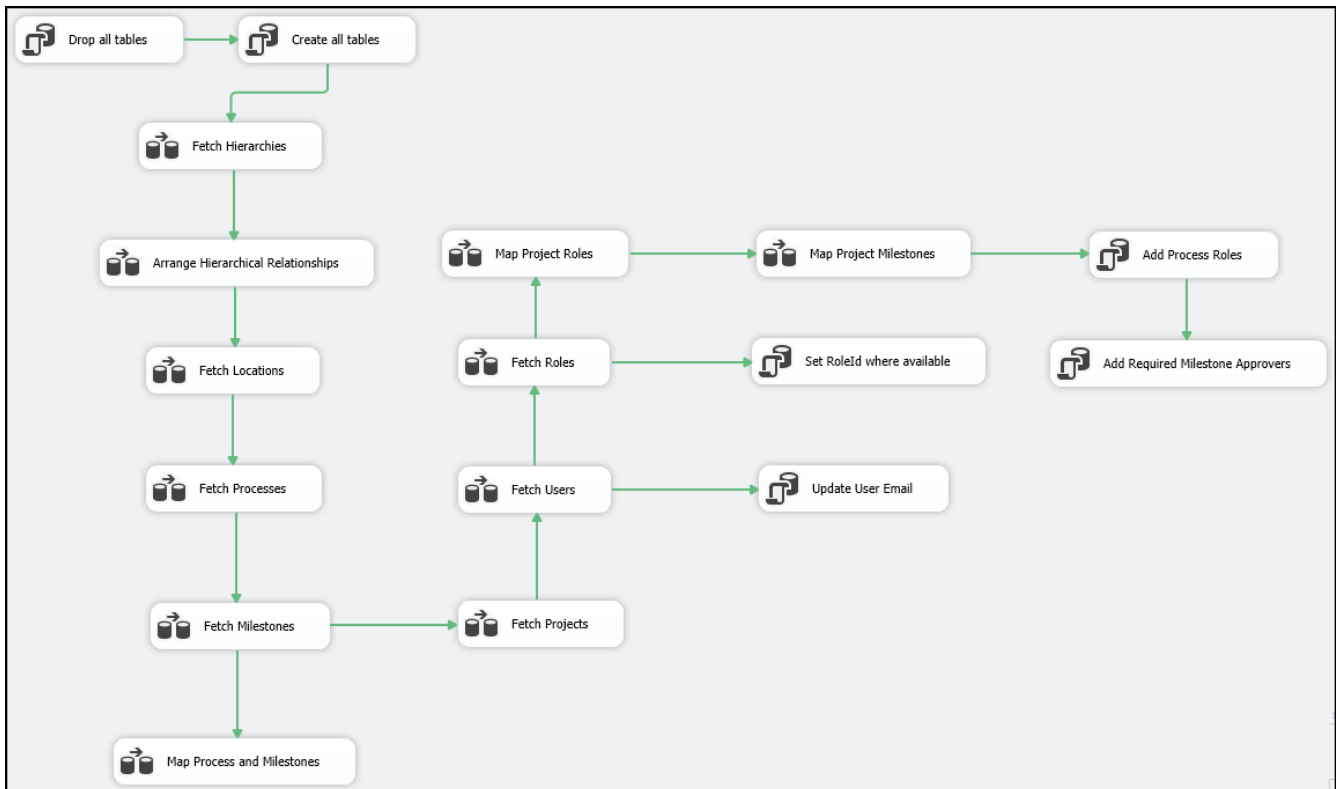 Drop all tables
Create all tables
Fetch Hierarchies
Arrange Hierarchical Relationships
Fetch Locations
Fetch Processes
Fetch Milestones
Map Process and Milestones
Fetch Projects
Fetch Users
Update User Email
Fetch Roles
Set RoleId where available
Map Project Roles
Map Project Milestones
Add Process Roles
Add Required Milestone Approvers